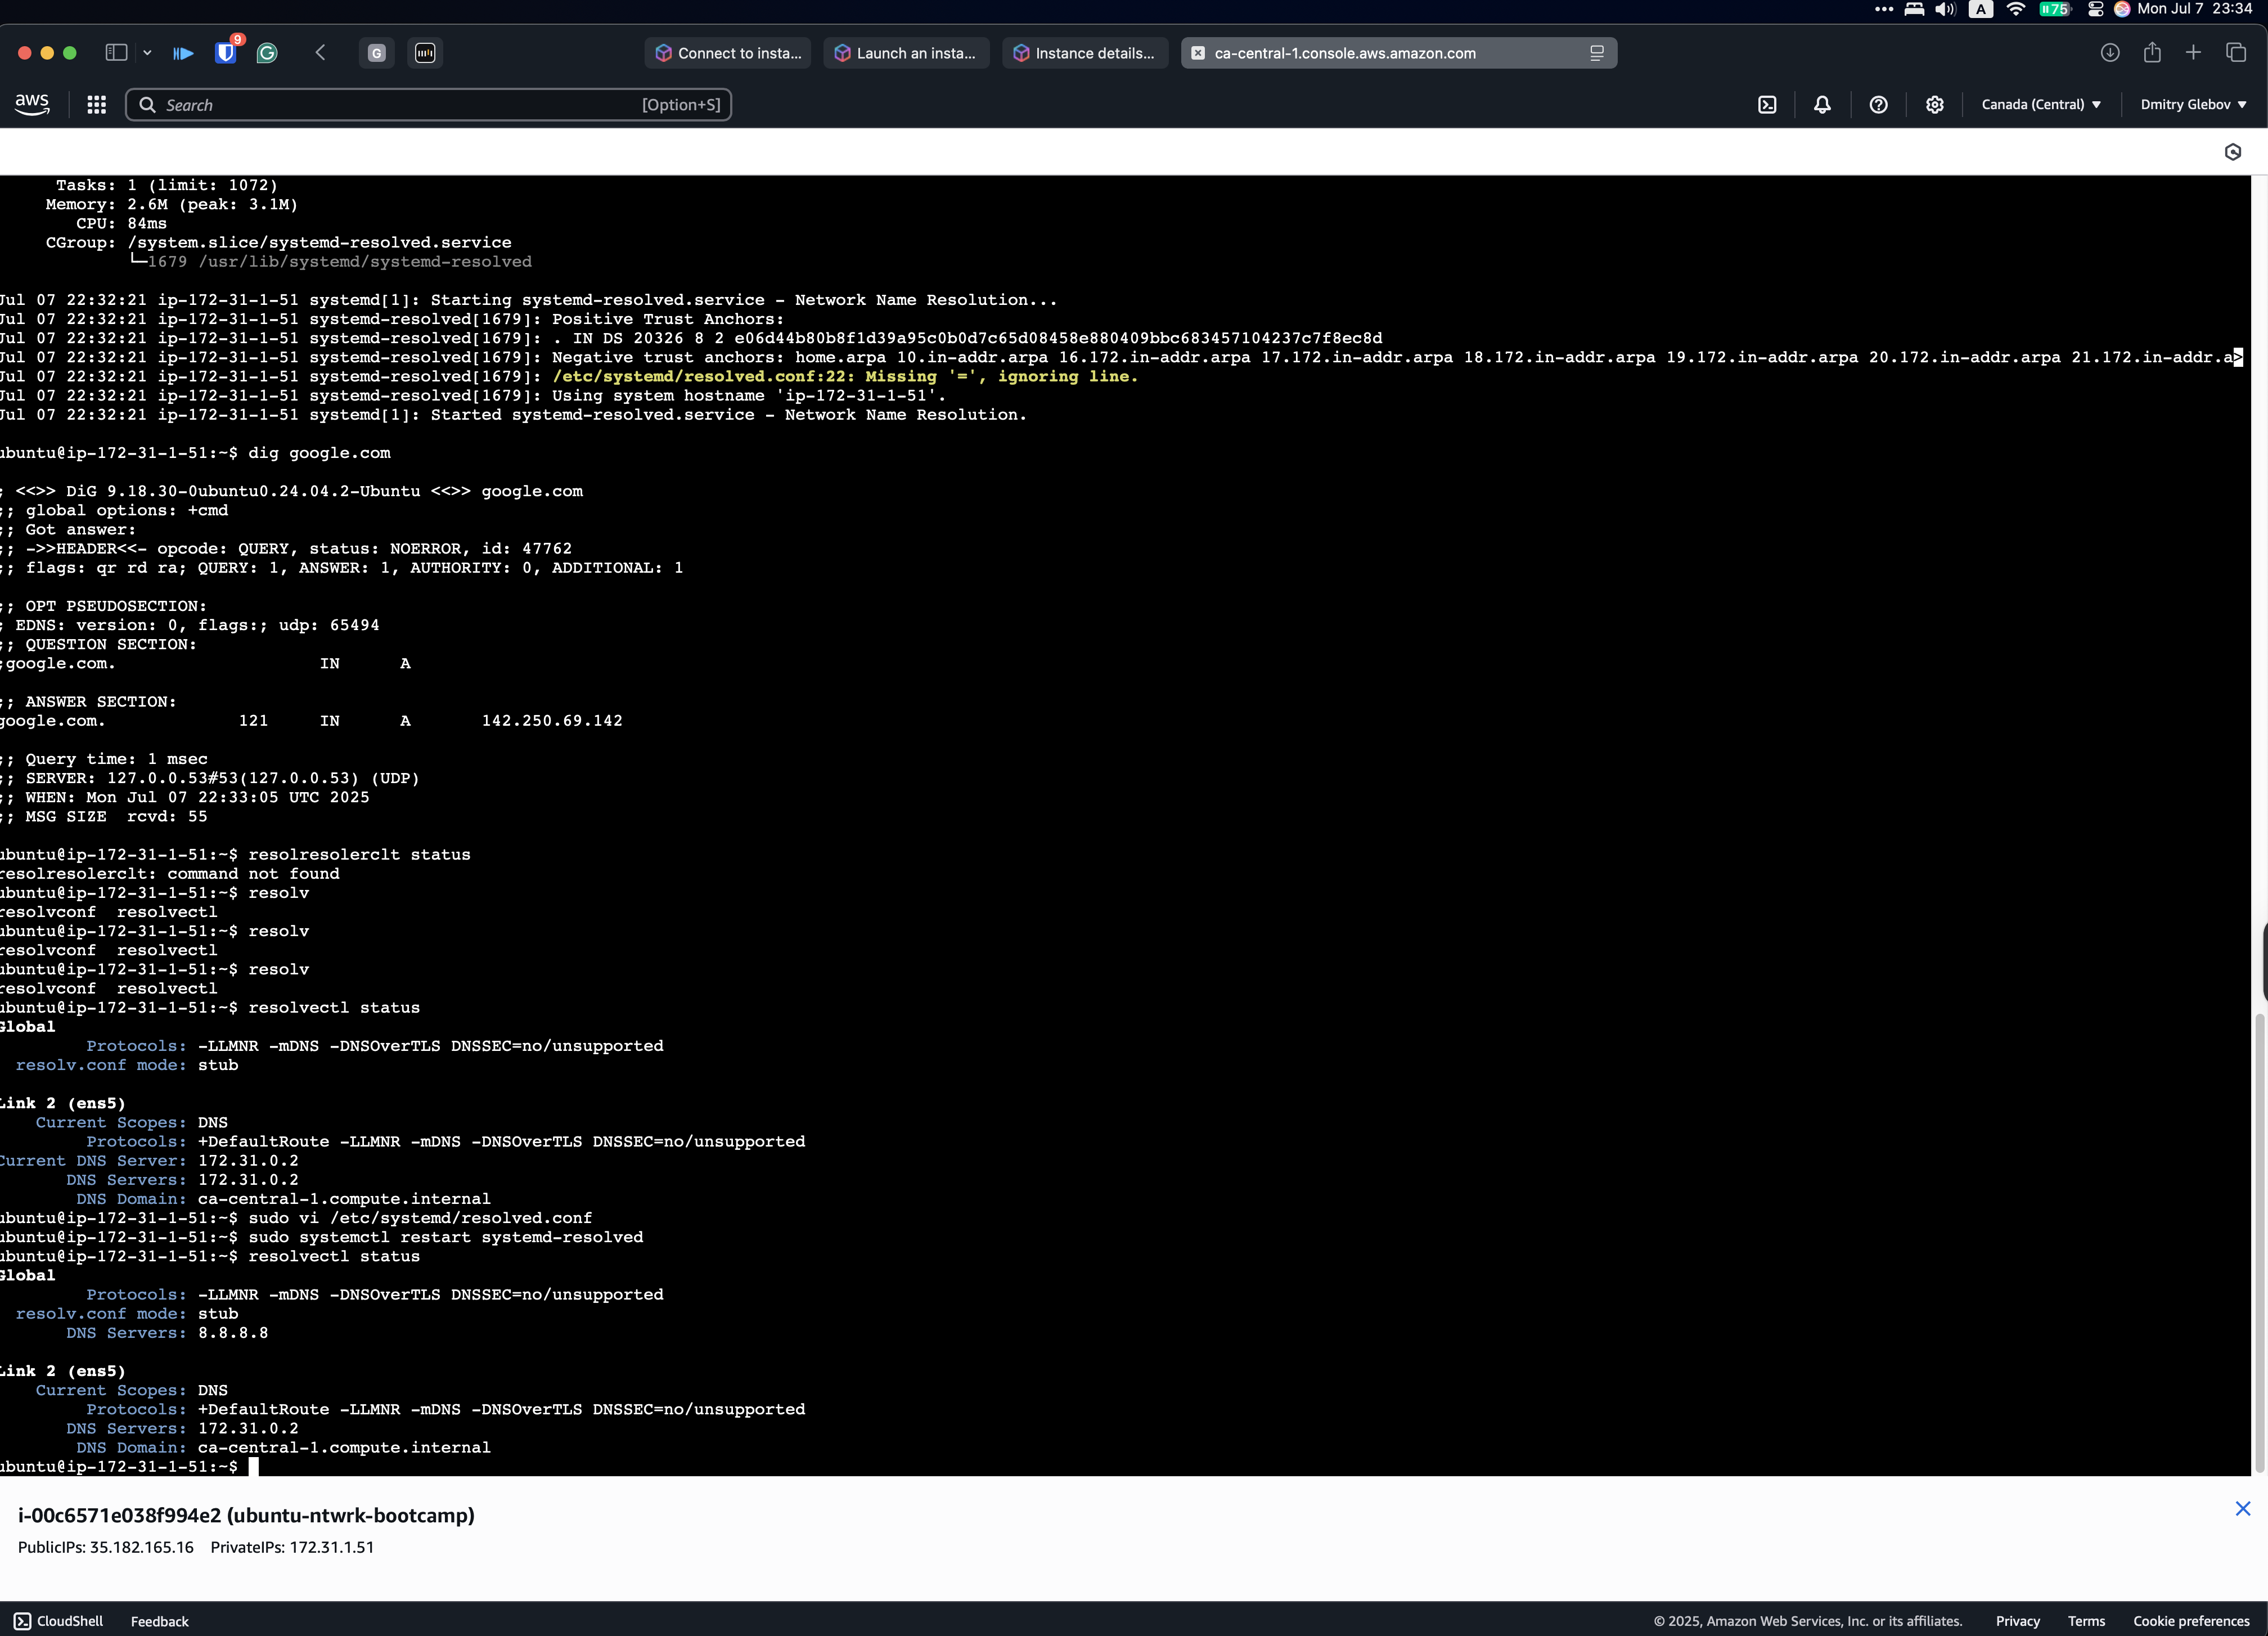 75
A
Mon Jul 7 23:34
9
G
Connect to insta...
Launch an insta...
Instance details...
ca-central-1.console.aws.amazon.com
aws
Search
[Option+S]
Canada (Central)
Dmitry Glebov
Tasks: 1 (limit: 1072)
Memory: 2.6M (peak: 3.1M)
CPU: 84ms
CGroup: /system.slice/systemd-resolved.service
└─1679 /usr/lib/systemd/systemd-resolved
Jul 07 22:32:21 ip-172-31-1-51 systemd[1]: Starting systemd-resolved.service - Network Name Resolution...
Jul 07 22:32:21 ip-172-31-1-51 systemd-resolved[1679]: Positive Trust Anchors:
Jul 07 22:32:21 ip-172-31-1-51 systemd-resolved[1679]: . IN DS 20326 8 2 e06d44b80b8f1d39a95c0b0d7c65d08458e880409bbc683457104237c7f8ec8d
Jul 07 22:32:21 ip-172-31-1-51 systemd-resolved[1679]: Negative trust anchors: home.arpa 10.in-addr.arpa 16.172.in-addr.arpa 17.172.in-addr.arpa 18.172.in-addr.arpa 19.172.in-addr.arpa 20.172.in-addr.arpa 21.172.in-addr.a>
Jul 07 22:32:21 ip-172-31-1-51 systemd-resolved[1679]: /etc/systemd/resolved.conf:22: Missing '=', ignoring line.
Jul 07 22:32:21 ip-172-31-1-51 systemd-resolved[1679]: Using system hostname 'ip-172-31-1-51'.
Jul 07 22:32:21 ip-172-31-1-51 systemd[1]: Started systemd-resolved.service - Network Name Resolution.
ubuntu@ip-172-31-1-51:~$ dig google.com
; <<>> DiG 9.18.30-0ubuntu0.24.04.2-Ubuntu <<>> google.com
;; global options: +cmd
;; Got answer:
;; ->>HEADER<<- opcode: QUERY, status: NOERROR, id: 47762
;; flags: qr rd ra; QUERY: 1, ANSWER: 1, AUTHORITY: 0, ADDITIONAL: 1
;; OPT PSEUDOSECTION:
; EDNS: version: 0, flags:; udp: 65494
;; QUESTION SECTION:
;google.com. IN A
;; ANSWER SECTION:
google.com. 121 IN A 142.250.69.142
;; Query time: 1 msec
;; SERVER: 127.0.0.53#53(127.0.0.53) (UDP)
;; WHEN: Mon Jul 07 22:33:05 UTC 2025
;; MSG SIZE rcvd: 55
ubuntu@ip-172-31-1-51:~$ resolresolerclt status
resolresolerclt: command not found
ubuntu@ip-172-31-1-51:~$ resolv
resolvconf resolvectl
ubuntu@ip-172-31-1-51:~$ resolv
resolvconf resolvectl
ubuntu@ip-172-31-1-51:~$ resolv
resolvconf resolvectl
ubuntu@ip-172-31-1-51:~$ resolvectl status
Global
Protocols: -LLMNR -mDNS -DNSOverTLS DNSSEC=no/unsupported
resolv.conf mode: stub
Link 2 (ens5)
Current Scopes: DNS
Protocols: +DefaultRoute -LLMNR -mDNS -DNSOverTLS DNSSEC=no/unsupported
Current DNS Server: 172.31.0.2
DNS Servers: 172.31.0.2
DNS Domain: ca-central-1.compute.internal
ubuntu@ip-172-31-1-51:~$ sudo vi /etc/systemd/resolved.conf
ubuntu@ip-172-31-1-51:~$ sudo systemctl restart systemd-resolved
ubuntu@ip-172-31-1-51:~$ resolvectl status
Global
Protocols: -LLMNR -mDNS -DNSOverTLS DNSSEC=no/unsupported
resolv.conf mode: stub
DNS Servers: 8.8.8.8
Link 2 (ens5)
Current Scopes: DNS
Protocols: +DefaultRoute -LLMNR -mDNS -DNSOverTLS DNSSEC=no/unsupported
DNS Servers: 172.31.0.2
DNS Domain: ca-central-1.compute.internal
ubuntu@ip-172-31-1-51:~$
i-00c6571e038f994e2 (ubuntu-ntwrk-bootcamp)
PublicIPs: 35.182.165.16 PrivateIPs: 172.31.1.51
CloudShell
Feedback
© 2025, Amazon Web Services, Inc. or its affiliates.
Privacy
Terms
Cookie preferences